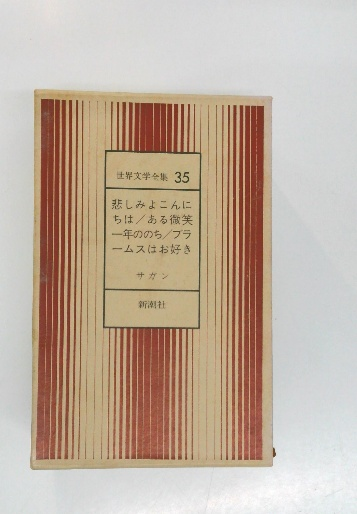 世界文学全集 35
悲しみよこんに
ちは／ある微笑
一年ののち／ブラ
ームスはお好き
サガン
新潮社